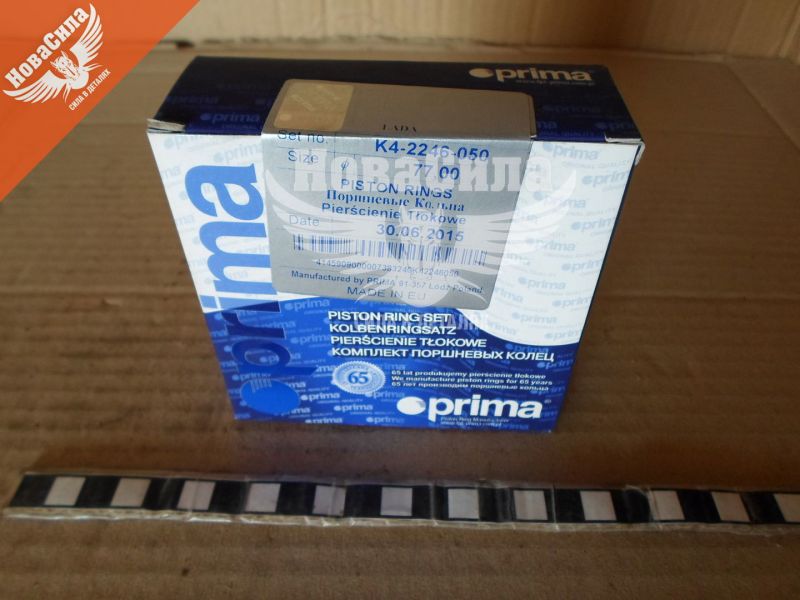 НоваСила
СИЛА В ДЕТАЛЯХ
prima
prima
LADA
Set no. K4-2246-050
Size φ 77.00
PISTON RINGS
Поршневые Кольца
Pierścienie Tłokowe
Date 30.06.2015
Manufactured by PRIMA 91-357 Łódź Poland
MADE IN EU
НоваСила
prima
PISTON RING SET
KOLBENRINGSATZ
PIERŚCIENIE TŁOKOWE
КОМПЛЕКТ ПОРШНЕВЫХ КОЛЕЦ
65
65 lat produkujemy pierścienie tłokowe
We manufacture piston rings for 65 years
65 лет производим поршневые кольца
prima